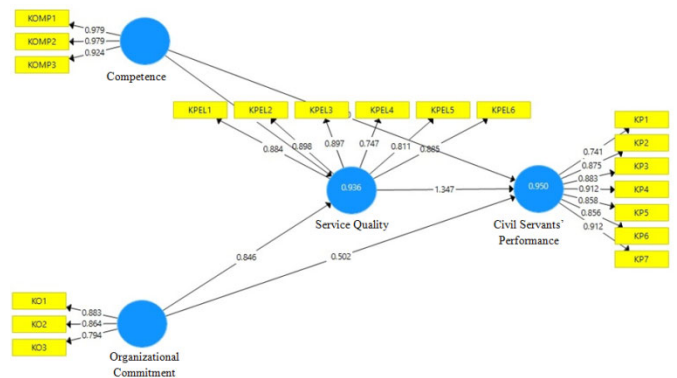 KOMP1
KOMP2
KOMP3
0.979
0.979
0.924
Competence
KPEL1
KPEL2
KPEL3
KPEL4
KPEL5
KPEL6
0.884
0.898
0.897
0.747
0.811
0.865
0.936
Service Quality
1.347
0.846
0.502
KP1
KP2
KP3
KP4
KP5
KP6
KP7
0.741
0.875
0.883
0.912
0.858
0.856
0.912
0.950
Civil Servants'
Performance
KO1
KO2
KO3
0.883
0.864
0.794
Organizational
Commitment